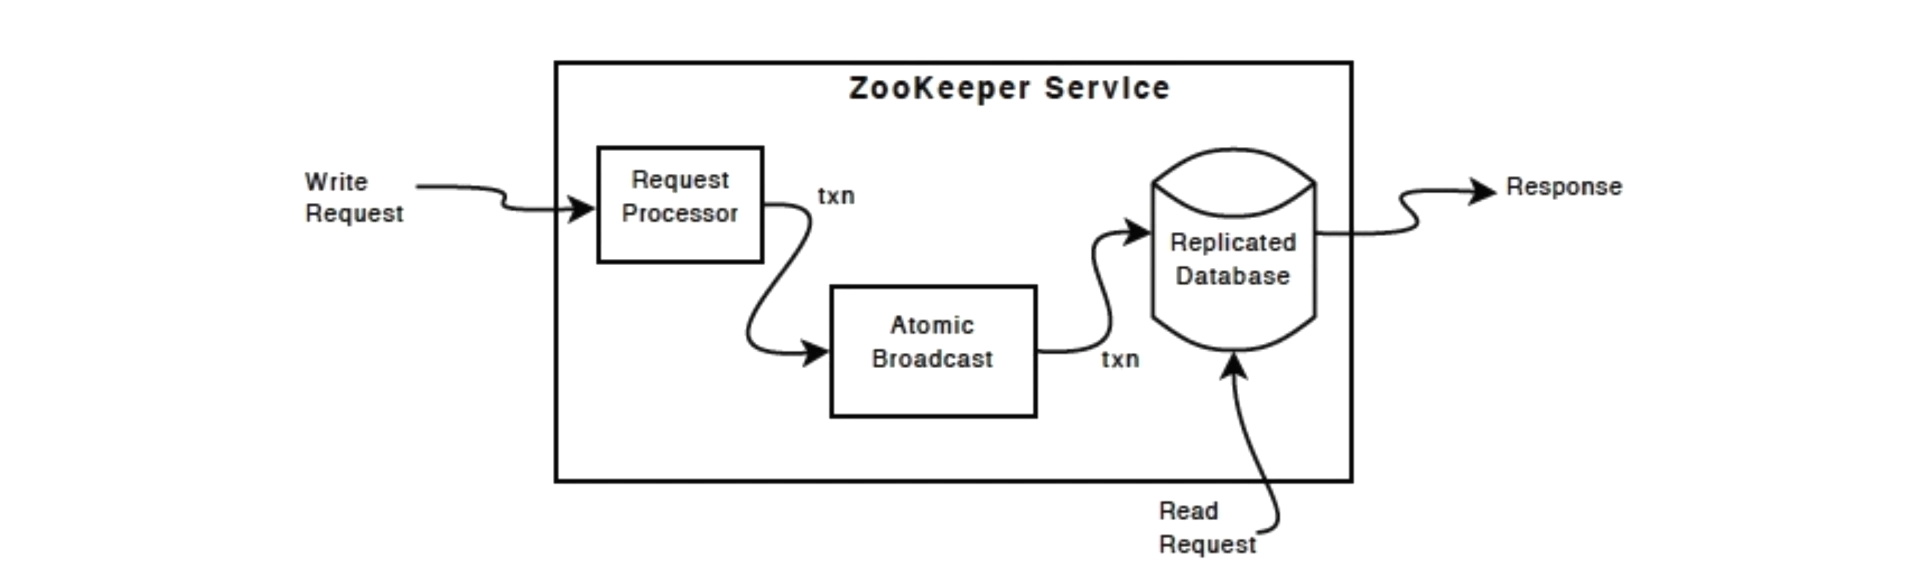 ZooKeeper ServIce
Write
Request
Request
Processor
txn
Atomic
Broadcast
txn
Replicated
Database
Response
Read
Request